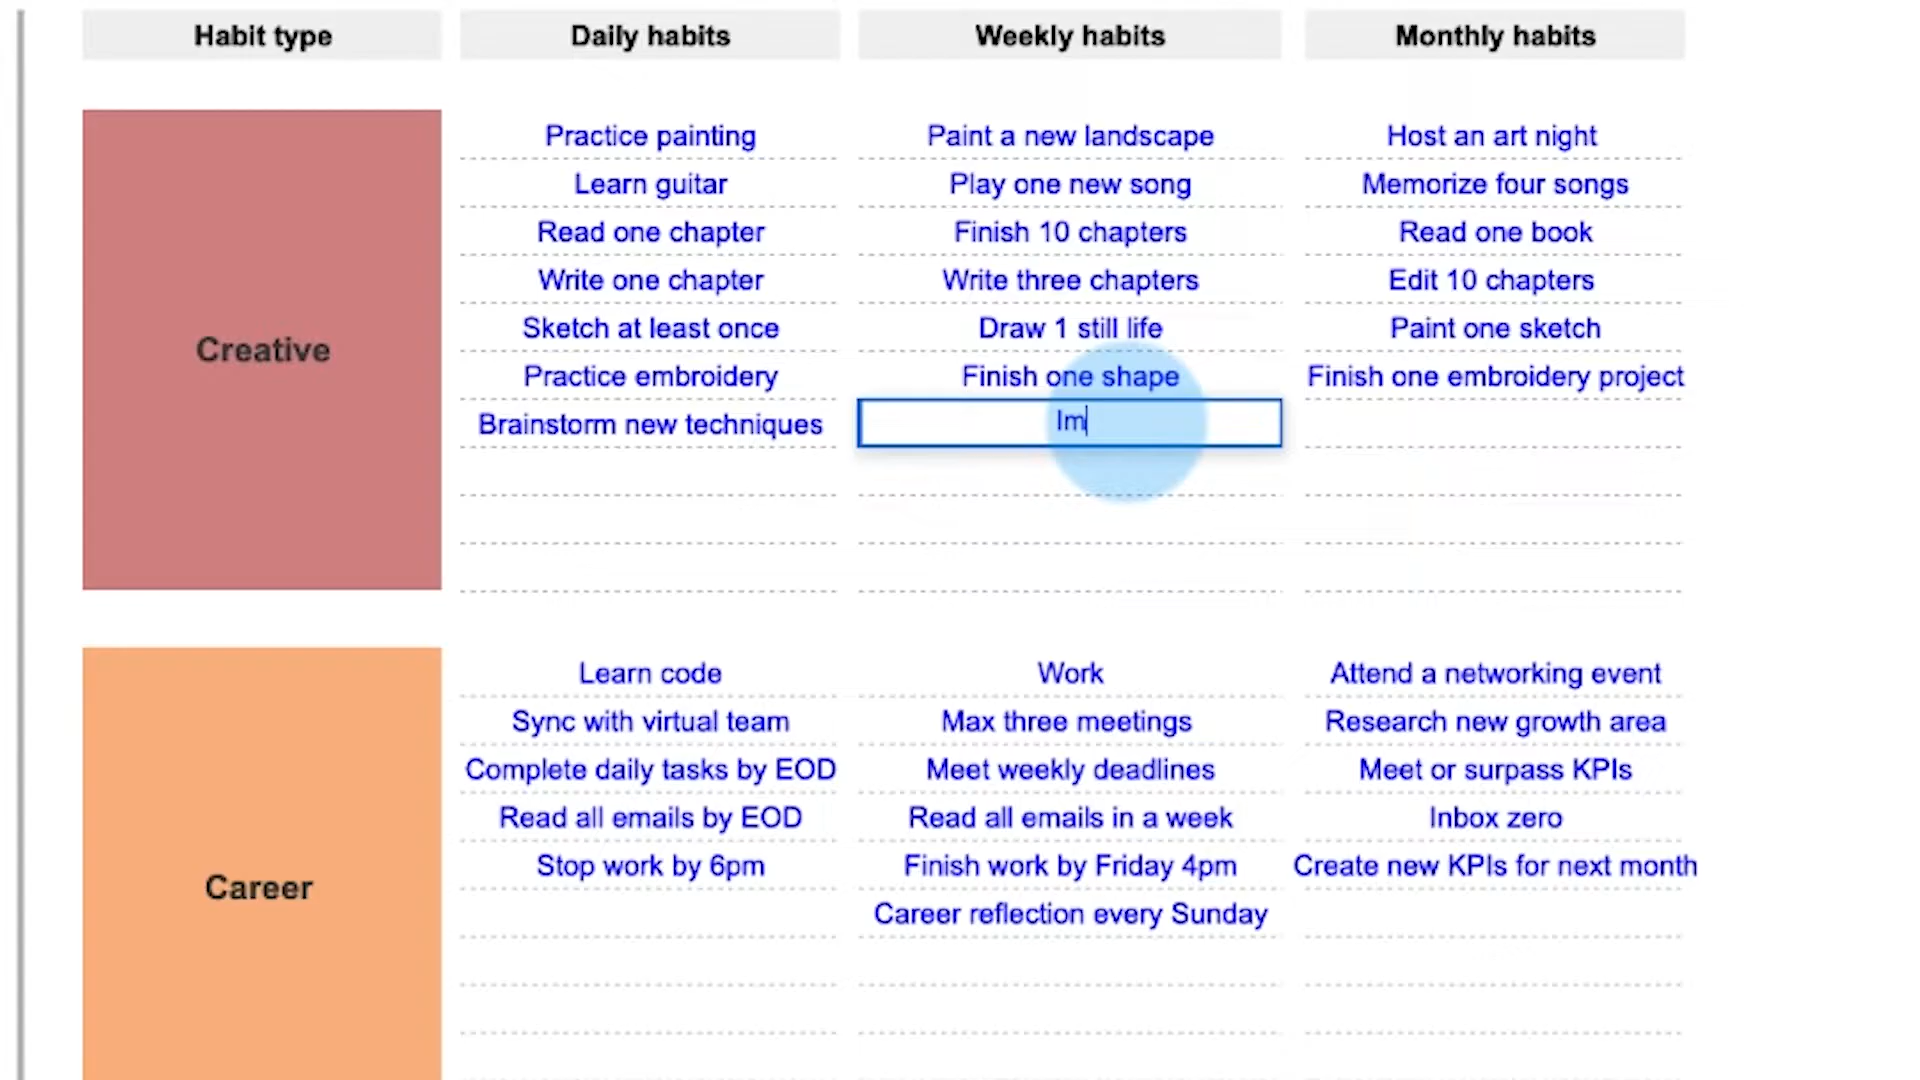 Habit type Daily habits Weekly habits Monthly habits
Practice painting Paint a new landscape Host an art night
Learn guitar Play one new song Memorize four songs
Read one chapter Finish 10 chapters Read one book
Write one chapter Write three chapters Edit 10 chapters
Sketch at least once Draw 1 still life Paint one sketch
Creative
Practice embroidery Finish one shape Finish one embroidery project
Brainstorm new techniques Im
Learn code Work Attend a networking event
Sync with virtual team Max three meetings Research new growth area
Complete daily tasks by EOD Meet weekly deadlines Meet or surpass KPIs
Read all emails by EOD Read all emails in a week Inbox zero
Stop work by 6pm Finish work by Friday 4pm Create new KPIs for next month
Career
Career reflection every Sunday